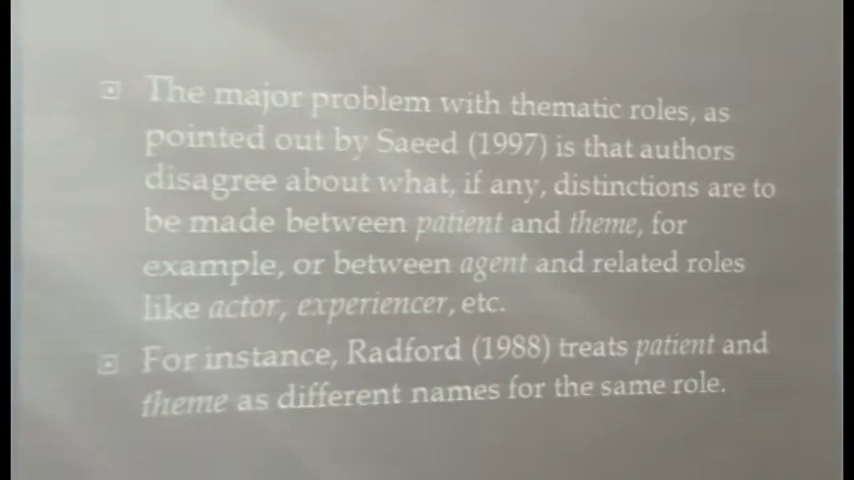 The major problem with thematic roles, as
pointed out by Saeed (1997) is that authors
disagree about what, if any, distinctions are to
be made between patient and theme, for
example, or between agent and related roles
like actor, experiencer, etc.
For instance, Radford (1988) treats patient and
theme as different names for the same role.